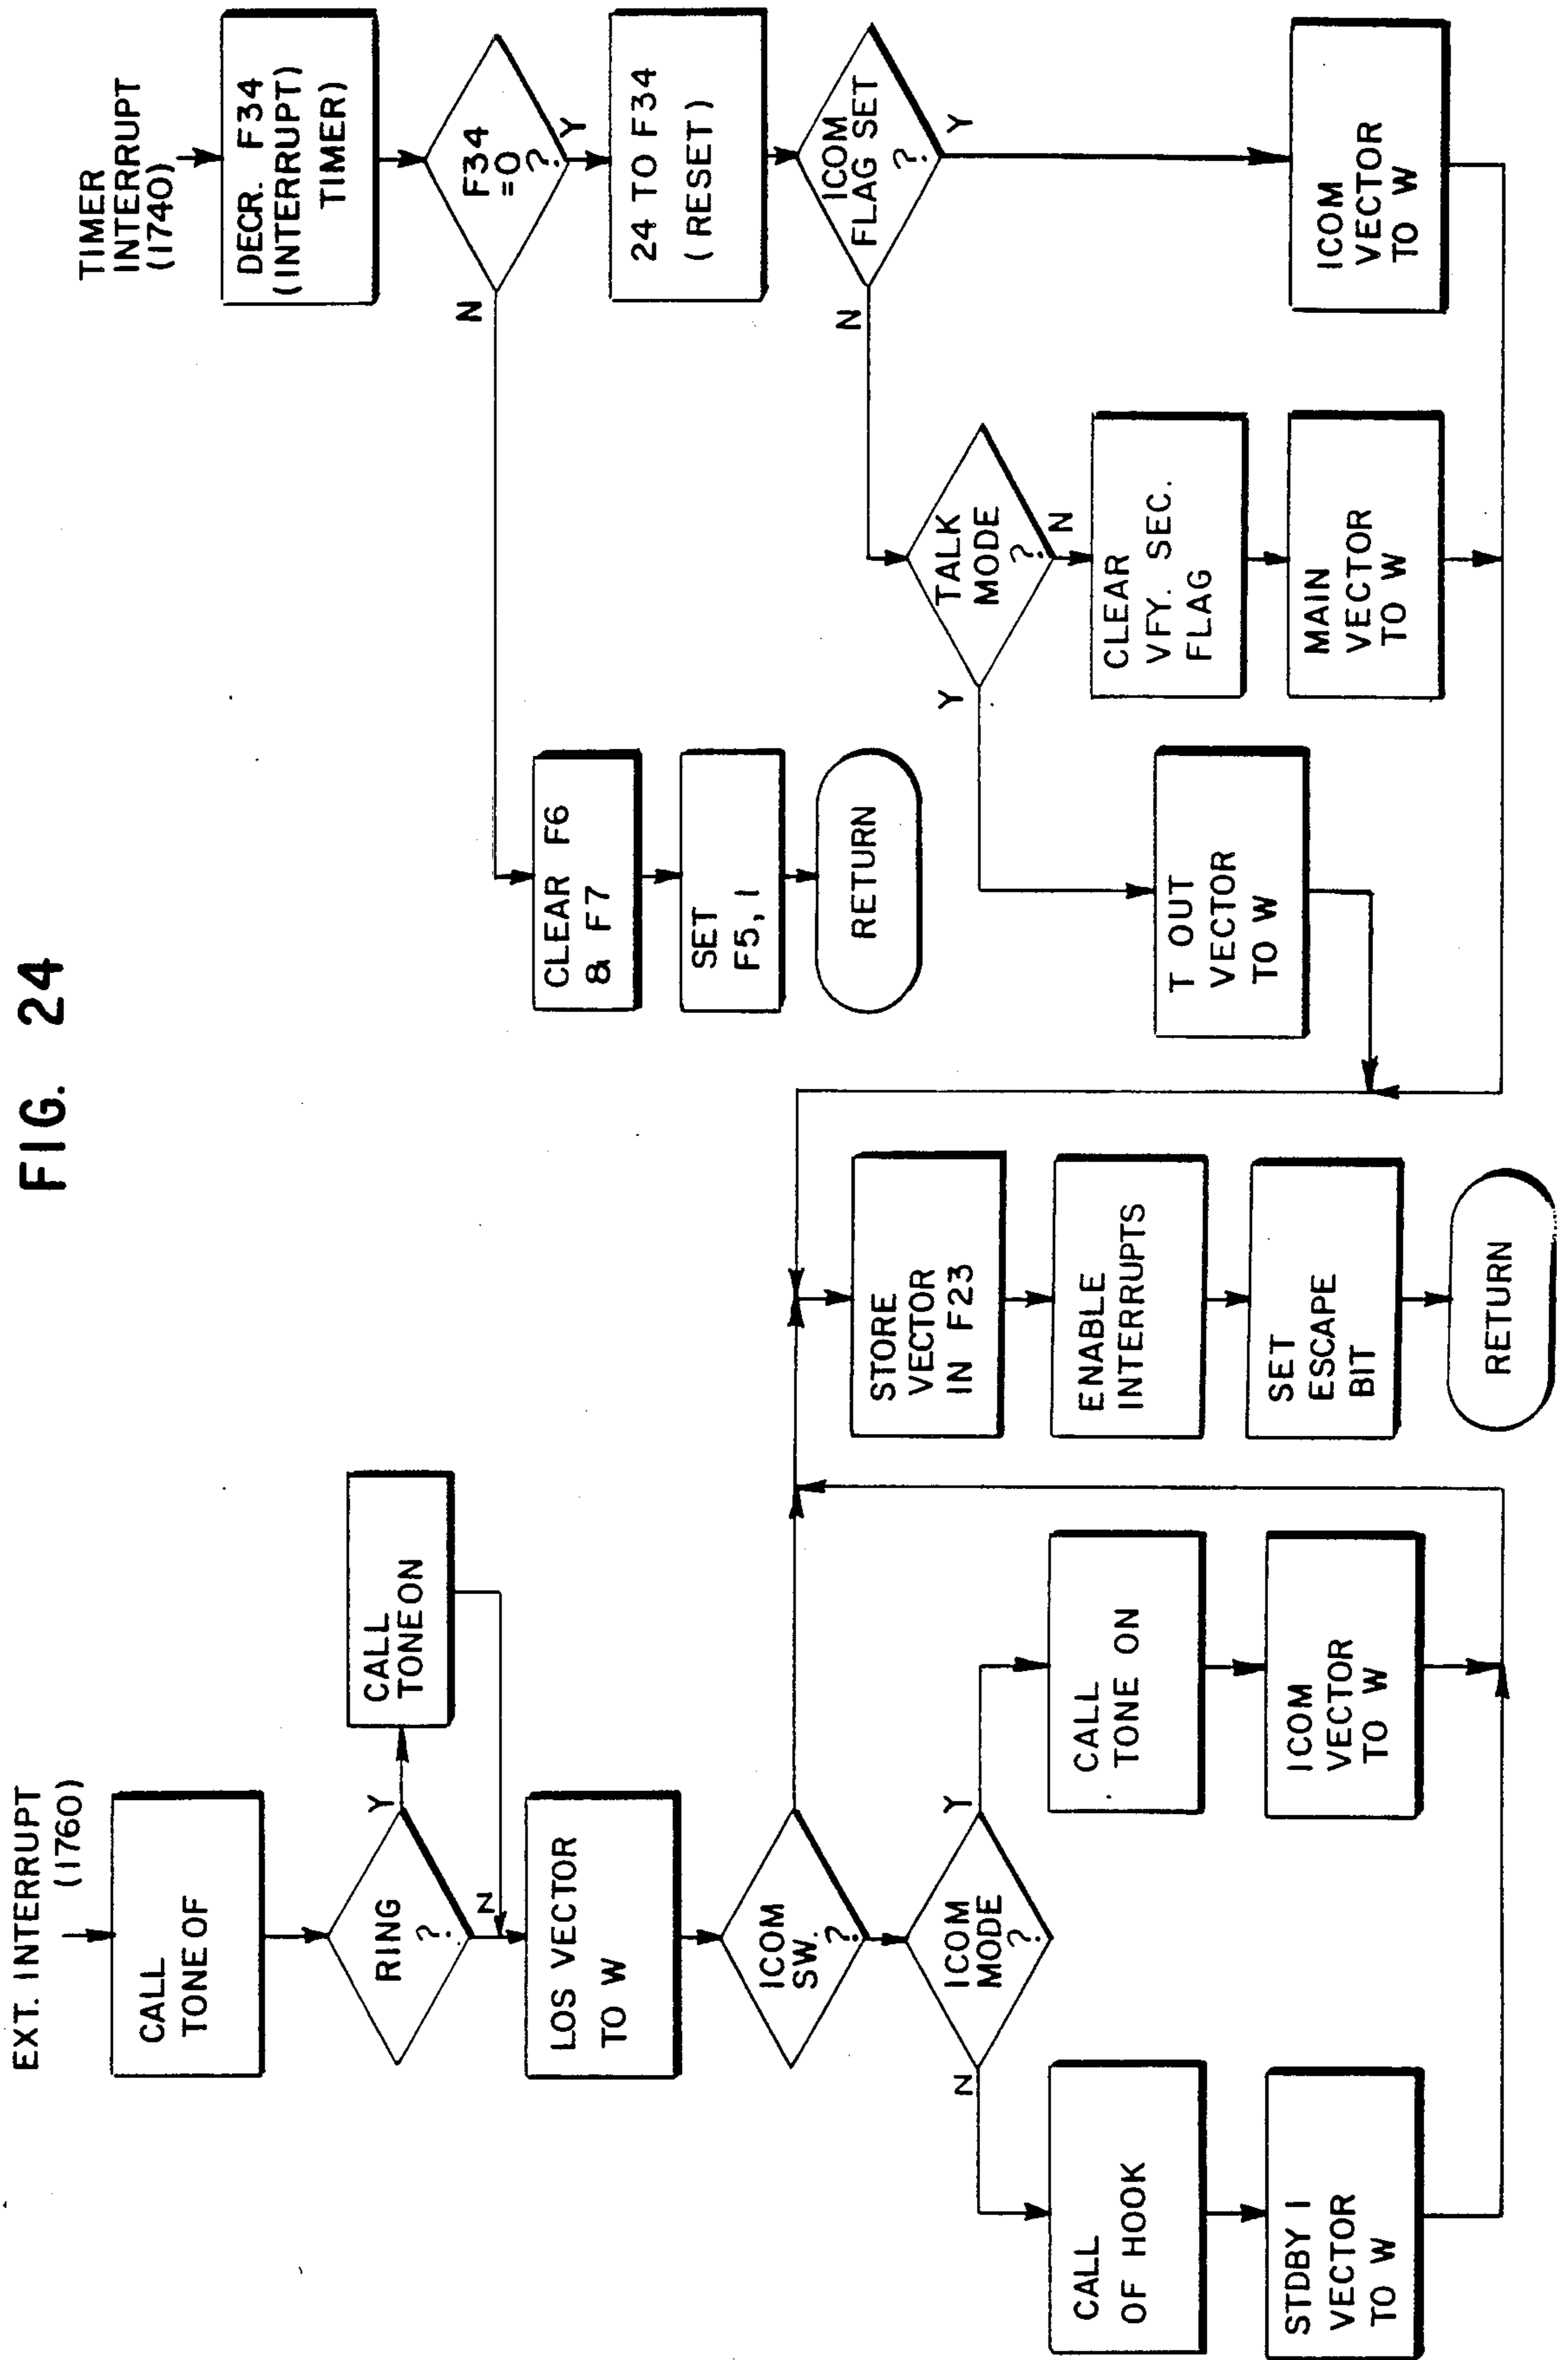 FIG. 24
EXT. INTERRUPT
(1760)
CALL
TONE OF
RING
?
Y
N
CALL
TONE ON
LOS VECTOR
TO W
ICOM
SW.
?
ICOM
MODE
?
N
Y
CALL
OF HOOK
STDBY 1
VECTOR
TO W
CALL
TONE ON
ICOM
VECTOR
TO W
STORE
VECTOR
IN F23
ENABLE
INTERRUPTS
SET
ESCAPE
BIT
RETURN
TIMER
INTERRUPT
(1740)
DECR. F34
(INTERRUPT)
TIMER)
F34
=0
?
N
Y
CLEAR F6
& F7
SET
F5, 1
RETURN
24 TO F34
(RESET)
ICOM
FLAG SET
?
N
Y
TALK
MODE
?
Y
N
T OUT
VECTOR
TO W
CLEAR
VFY. SEC.
FLAG
MAIN
VECTOR
TO W
ICOM
VECTOR
TO W